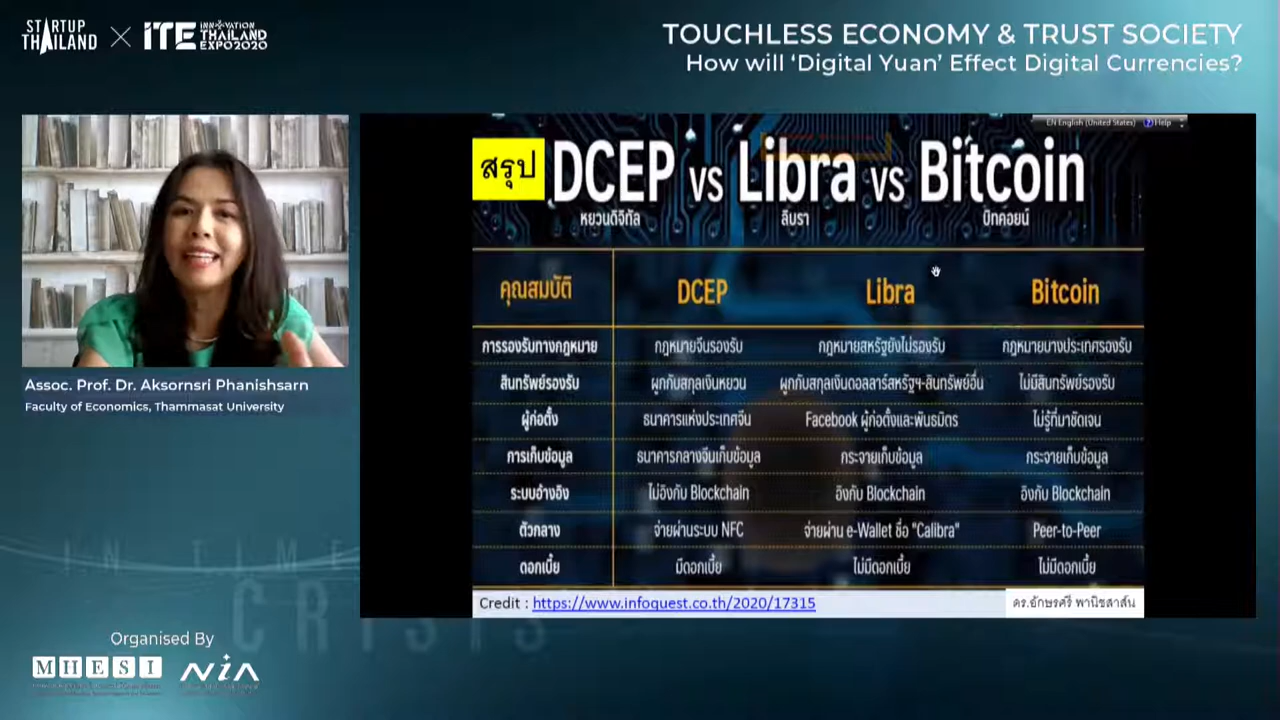 STARTUP
THAILAND
iTE
INNOVATION
THAILAND
EXPO2020
TOUCHLESS ECONOMY & TRUST SOCIETY
How will ‘Digital Yuan’ Effect Digital Currencies?
EN English (United States) Help
สรุป DCEP vs Libra vs Bitcoin
หยวนดิจิทัล ลิบรา บิทคอยน์
คุณสมบัติ DCEP Libra Bitcoin
การรองรับทางกฎหมาย กฎหมายจีนรองรับ กฎหมายสหรัฐยังไม่รองรับ กฎหมายบางประเทศรองรับ
สินทรัพย์รองรับ ผูกกับสกุลเงินหยวน ผูกกับสกุลเงินดอลลาร์สหรัฐฯ-สินทรัพย์อื่น ไม่มีสินทรัพย์รองรับ
ผู้ก่อตั้ง ธนาคารแห่งประเทศจีน Facebook ผู้ก่อตั้งและพันธมิตร ไม่รู้ที่มาชัดเจน
การเก็บข้อมูล ธนาคารกลางจีนเก็บข้อมูล กระจายเก็บข้อมูล กระจายเก็บข้อมูล
ระบบอ้างอิง ไม่อิงกับ Blockchain อิงกับ Blockchain อิงกับ Blockchain
ตัวกลาง จ่ายผ่านระบบ NFC จ่ายผ่าน e-Wallet ชื่อ "Calibra" Peer-to-Peer
ดอกเบี้ย มีดอกเบี้ย ไม่มีดอกเบี้ย ไม่มีดอกเบี้ย
Credit : https://www.infoquest.co.th/2020/17315 ดร.อักษรศรี พานิชสาส์น
Assoc. Prof. Dr. Aksornsri Phanishsarn
Faculty of Economics, Thammasat University
IN TIME
CRISIS
Organised By
MHESI NIA